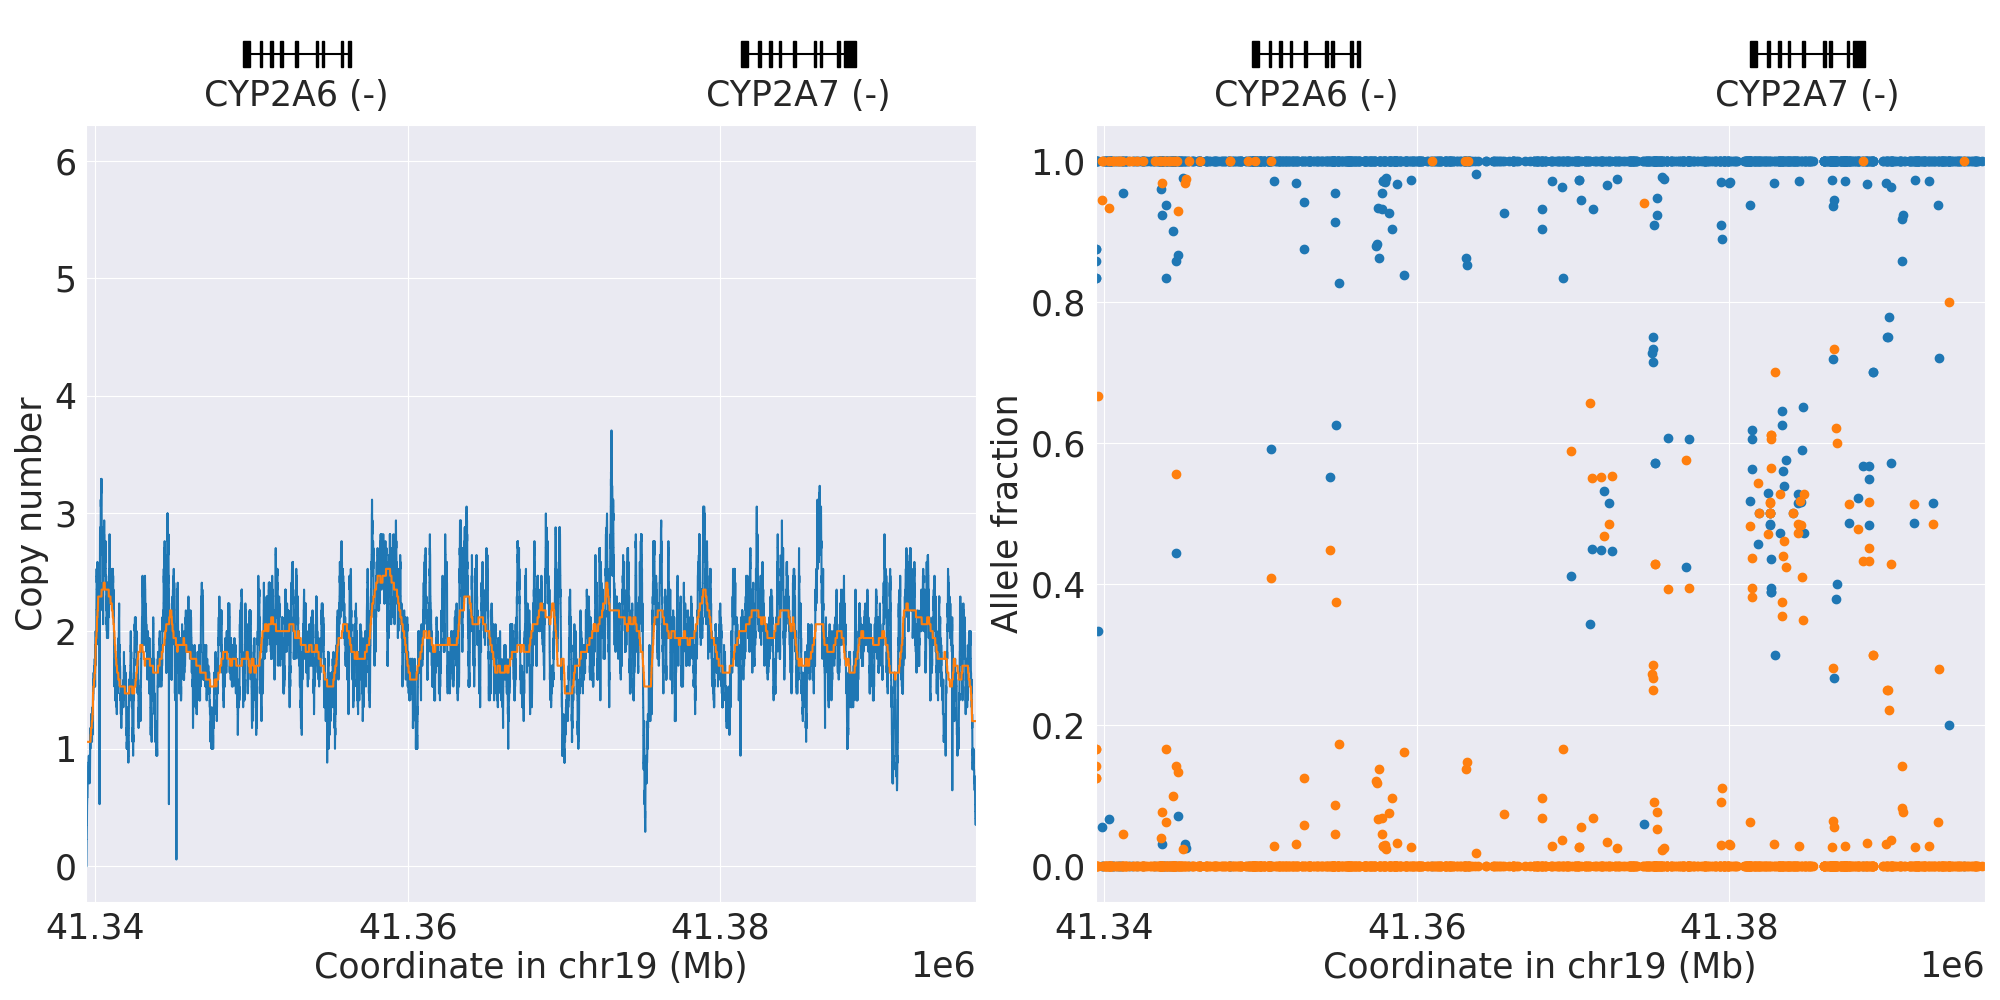 CYP2A6 (-) CYP2A7 (-)
6
5
4
3
2
1
0
Copy number
41.34 41.36 41.38
Coordinate in chr19 (Mb) 1e6
CYP2A6 (-) CYP2A7 (-)
1.0
0.8
0.6
0.4
0.2
0.0
Allele fraction
41.34 41.36 41.38
Coordinate in chr19 (Mb) 1e6